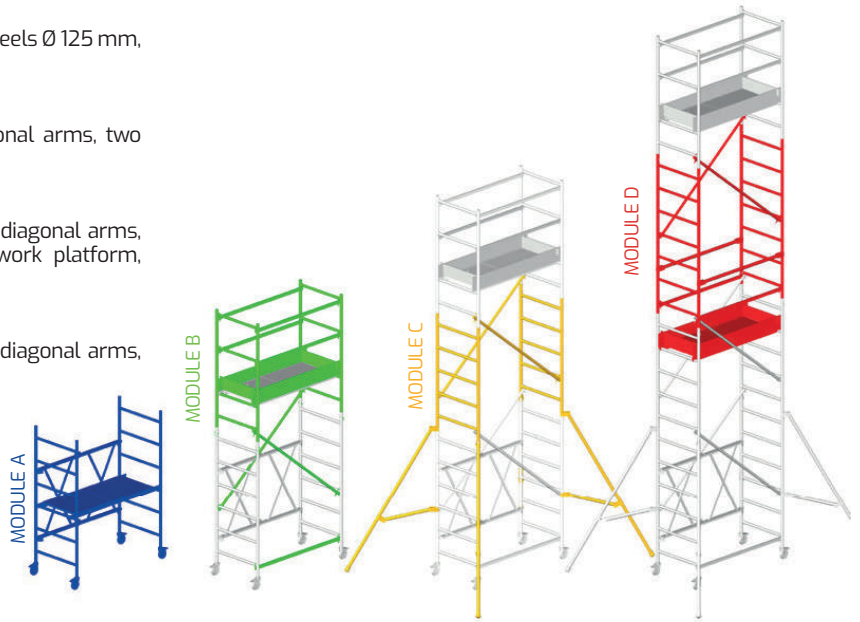 eels Ø 125 mm,
onal arms, two
diagonal arms,
work platform,
diagonal arms,
MODULE A
MODULE B
MODULE C
MODULE D